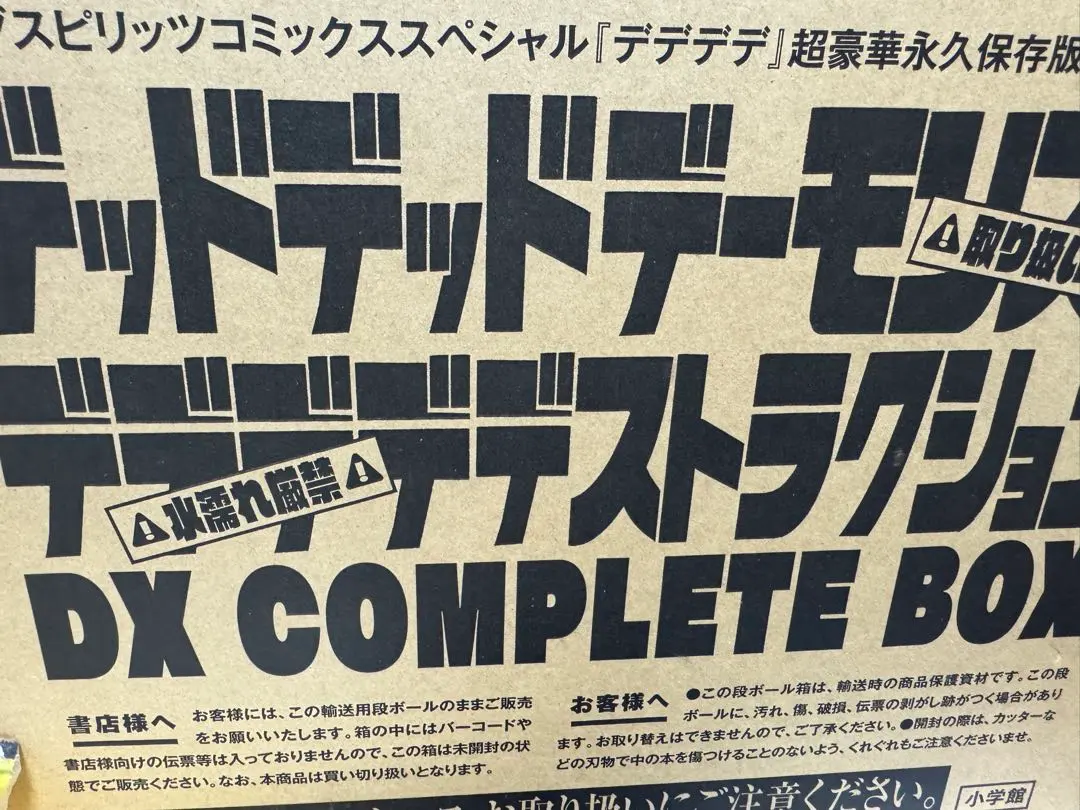 グスピリッツコミックススペシャル『デデデデ』超豪華永久保存版
デッドデッドデーモンズ
⚠取り扱い
デデデデデストラクション
⚠水濡れ厳禁⚠
DX COMPLETE BOX
書店様へ
お客様には、この輸送用段ボールのままご販売
をお願いいたします。箱の中にはバーコードや
書店様向けの伝票等は入っておりませんので、この箱は未開封の状
態でご販売ください。なお、本商品は買い切り扱いとなります。
お客様へ
●この段ボール箱は、輸送時の商品保護資材です。この段
ボールに、汚れ、傷、破損、伝票の剥がし跡がつく場合があり
ます。お取り替えはできませんので、ご了承ください。●開封の際は、カッターな
どの刃物で中の本を傷つけることのないよう、くれぐれもご注意くださいませ。
お取り扱いにご注意ください。
小学館